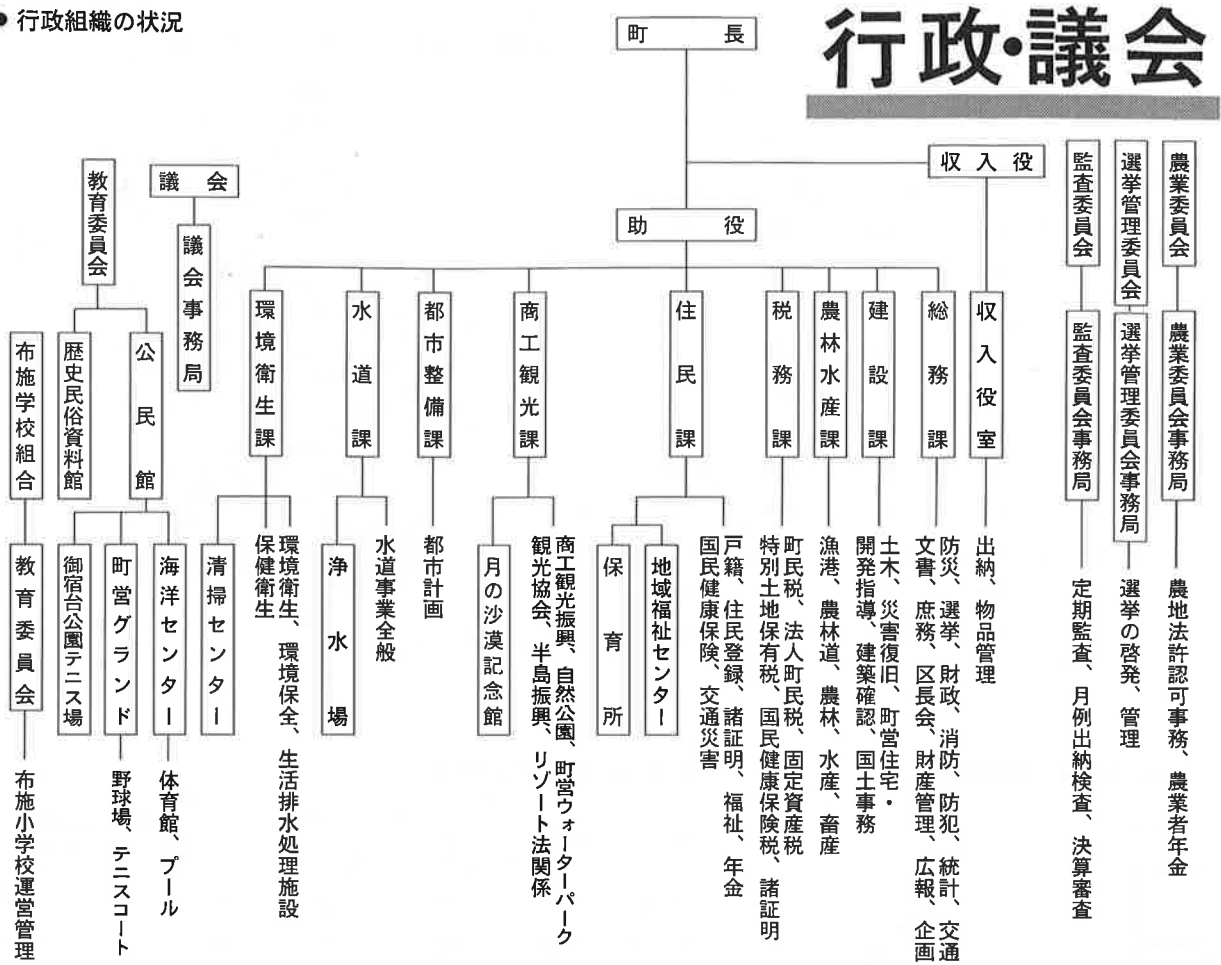 ● 行政組織の状況
行政・議会
町長
収入役
助役
農業委員会
農業委員会事務局
農地法許認可事務、農業者年金
選挙管理委員会
選挙管理委員会事務局
選挙の啓発、管理
監査委員会
監査委員会事務局
定期監査、月例出納検査、決算審査
収入役室
出納、物品管理
総務課
防災、選挙、財政、消防、防犯、統計、交通
文書、庶務、区長会、財産管理、広報、企画
建設課
土木、災害復旧、町営住宅・
開発指導、建築確認、国土事務
農林水産課
漁港、農林道、農林、水産、畜産
税務課
町民税、法人町民税、固定資産税
特別土地保有税、国民健康保険税、諸証明
住民課
戸籍、住民登録、諸証明、福祉、年金
国民健康保険、交通災害
地域福祉センター
保育所
商工観光課
商工観光振興、自然公園、町営ウォーターパーク
観光協会、半島振興、リゾート法関係
月の沙漠記念館
都市整備課
都市計画
水道課
水道事業全般
浄水場
環境衛生課
環境衛生、環境保全、生活排水処理施設
保健衛生
清掃センター
議会
議会事務局
教育委員会
公民館
海洋センター
体育館、プール
町営グランド
野球場、テニスコート
御宿台公園テニス場
歴史民俗資料館
布施学校組合
教育委員会
布施小学校運営管理